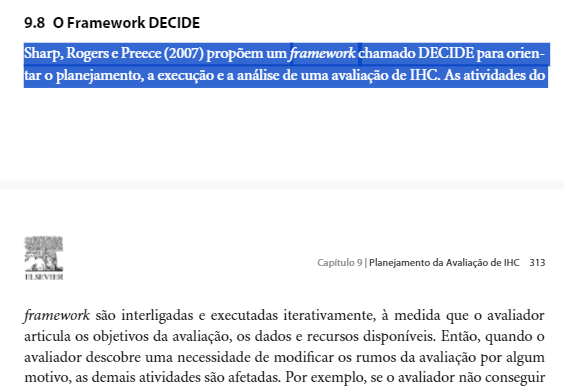 9.8 O Framework DECIDE
Sharp, Rogers e Preece (2007) propõem um framework chamado DECIDE para orien-
tar o planejamento, a execução e a análise de uma avaliação de IHC. As atividades do
ELSEVIER
Capítulo 9 | Planejamento da Avaliação de IHC 313
framework são interligadas e executadas iterativamente, à medida que o avaliador
articula os objetivos da avaliação, os dados e recursos disponíveis. Então, quando o
avaliador descobre uma necessidade de modificar os rumos da avaliação por algum
motivo, as demais atividades são afetadas. Por exemplo, se o avaliador não conseguir